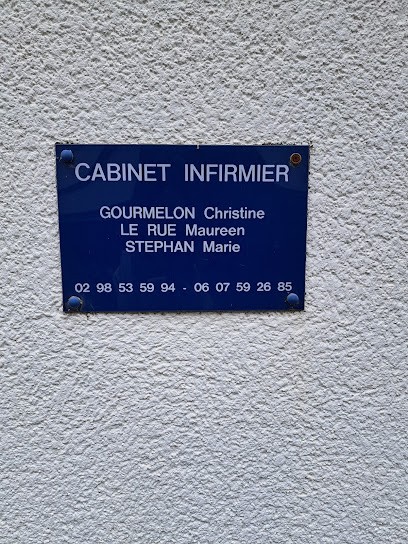 CABINET INFIRMIER
GOURMELON Christine
LE RUE Maureen
STEPHAN Marie
02 98 53 59 94 - 06 07 59 26 85